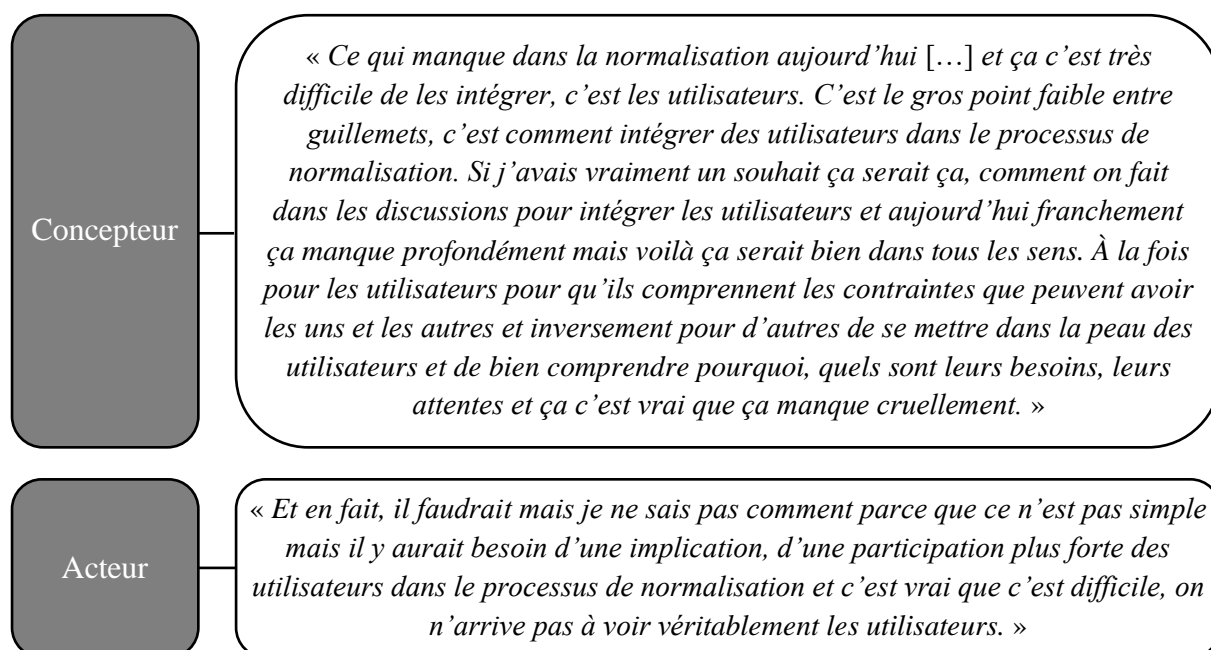 Concepteur
« Ce qui manque dans la normalisation aujourd’hui […] et ça c’est très
difficile de les intégrer, c’est les utilisateurs. C’est le gros point faible entre
guillemets, c’est comment intégrer des utilisateurs dans le processus de
normalisation. Si j’avais vraiment un souhait ça serait ça, comment on fait
dans les discussions pour intégrer les utilisateurs et aujourd’hui franchement
ça manque profondément mais voilà ça serait bien dans tous les sens. À la fois
pour les utilisateurs pour qu’ils comprennent les contraintes que peuvent avoir
les uns et les autres et inversement pour d’autres de se mettre dans la peau des
utilisateurs et de bien comprendre pourquoi, quels sont leurs besoins, leurs
attentes et ça c’est vrai que ça manque cruellement. »
Acteur
« Et en fait, il faudrait mais je ne sais pas comment parce que ce n’est pas simple
mais il y aurait besoin d’une implication, d’une participation plus forte des
utilisateurs dans le processus de normalisation et c’est vrai que c’est difficile, on
n’arrive pas à voir véritablement les utilisateurs. »